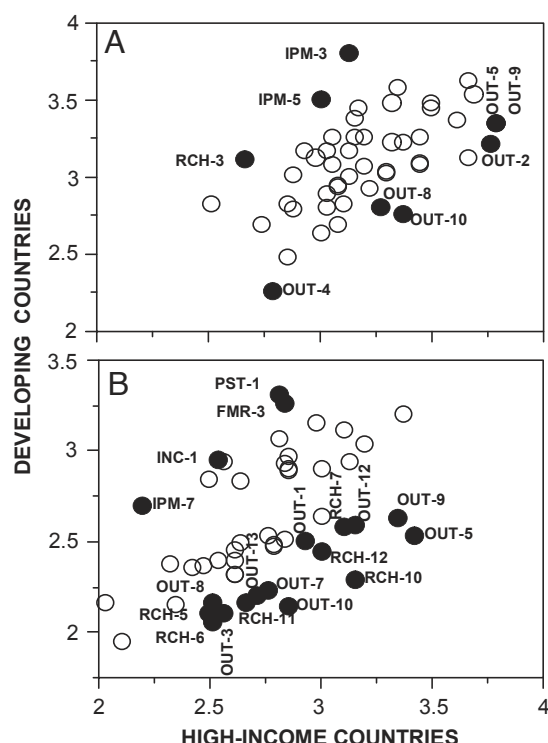 4
A
IPM-3
3.5
IPM-5
OUT-5
OUT-9
RCH-3
OUT-2
3
OUT-8
OUT-10
2.5
OUT-4
2
DEVELOPING COUNTRIES
3.5
B
PST-1
FMR-3
3
INC-1
IPM-7
OUT-1
RCH-7
OUT-12
OUT-9
2.5
OUT-5
OUT-13
RCH-12
OUT-8
OUT-7
RCH-10
RCH-5
RCH-11
OUT-10
RCH-6
OUT-3
2
2 2.5 3 3.5 4
HIGH-INCOME COUNTRIES